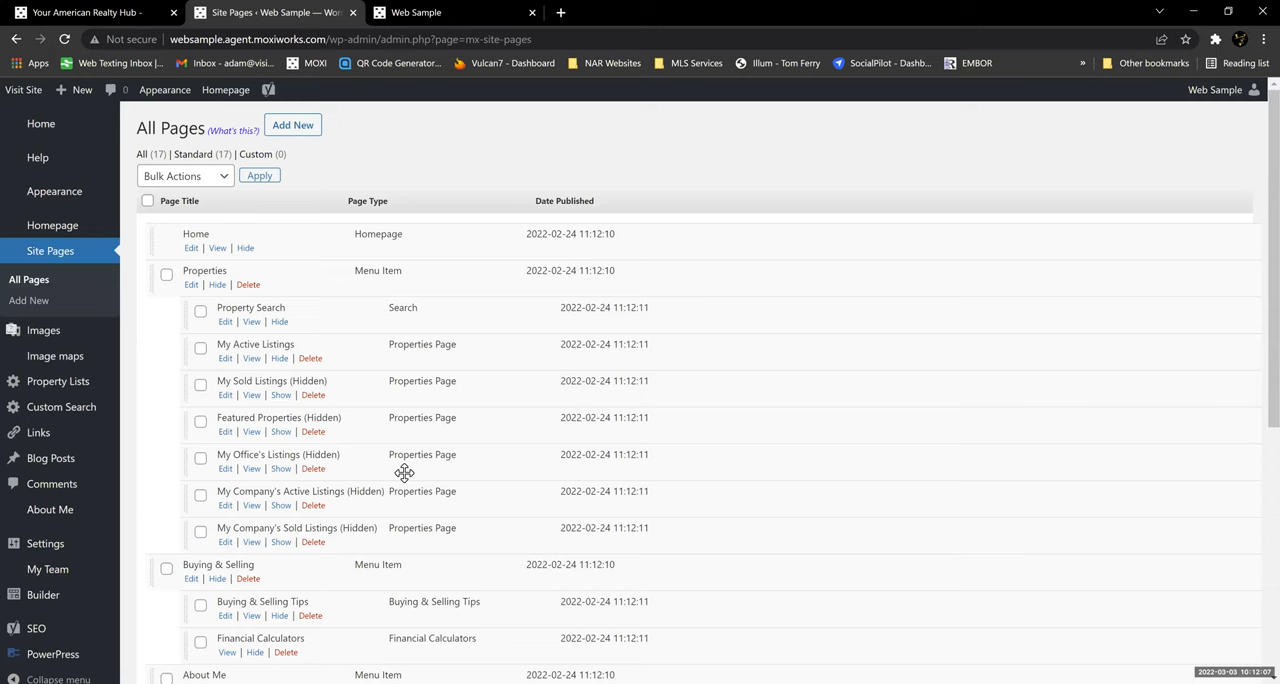 Your American Realty Hub -
Site Pages ‹ Web Sample — Wor
Web Sample
Not secure
websample.agent.moxiworks.com/wp-admin/admin.php?page=mx-site-pages
Apps
Web Texting Inbox |...
Inbox - adam@visi...
MOXI
QR Code Generator...
Vulcan7 - Dashboard
NAR Websites
MLS Services
Illum - Tom Ferry
SocialPilot - Dashb...
EMBOR
»
Other bookmarks
Reading list
Visit Site
New
0
Appearance
Homepage
Web Sample
Home
Help
Appearance
Homepage
Site Pages
All Pages
Add New
Images
Image maps
Property Lists
Custom Search
Links
Blog Posts
Comments
About Me
Settings
My Team
Builder
SEO
PowerPress
Collapse menu
All Pages (What's this?) Add New
All (17) | Standard (17) | Custom (0)
Bulk Actions Apply
Page Title Page Type Date Published
Home Homepage 2022-02-24 11:12:10
Edit | View | Hide
Properties Menu Item 2022-02-24 11:12:10
Edit | Hide | Delete
Property Search Search 2022-02-24 11:12:11
Edit | View | Hide
My Active Listings Properties Page 2022-02-24 11:12:11
Edit | View | Hide | Delete
My Sold Listings (Hidden) Properties Page 2022-02-24 11:12:11
Edit | View | Show | Delete
Featured Properties (Hidden) Properties Page 2022-02-24 11:12:11
Edit | View | Show | Delete
My Office's Listings (Hidden) Properties Page 2022-02-24 11:12:11
Edit | View | Show | Delete
My Company's Active Listings (Hidden) Properties Page 2022-02-24 11:12:11
Edit | View | Show | Delete
My Company's Sold Listings (Hidden) Properties Page 2022-02-24 11:12:11
Edit | View | Show | Delete
Buying & Selling Menu Item 2022-02-24 11:12:10
Edit | Hide | Delete
Buying & Selling Tips Buying & Selling Tips 2022-02-24 11:12:11
Edit | View | Hide | Delete
Financial Calculators Financial Calculators 2022-02-24 11:12:11
View | Hide | Delete
About Me Menu Item 2022-02-24 11:12:10
2022-03-03 10:12:07